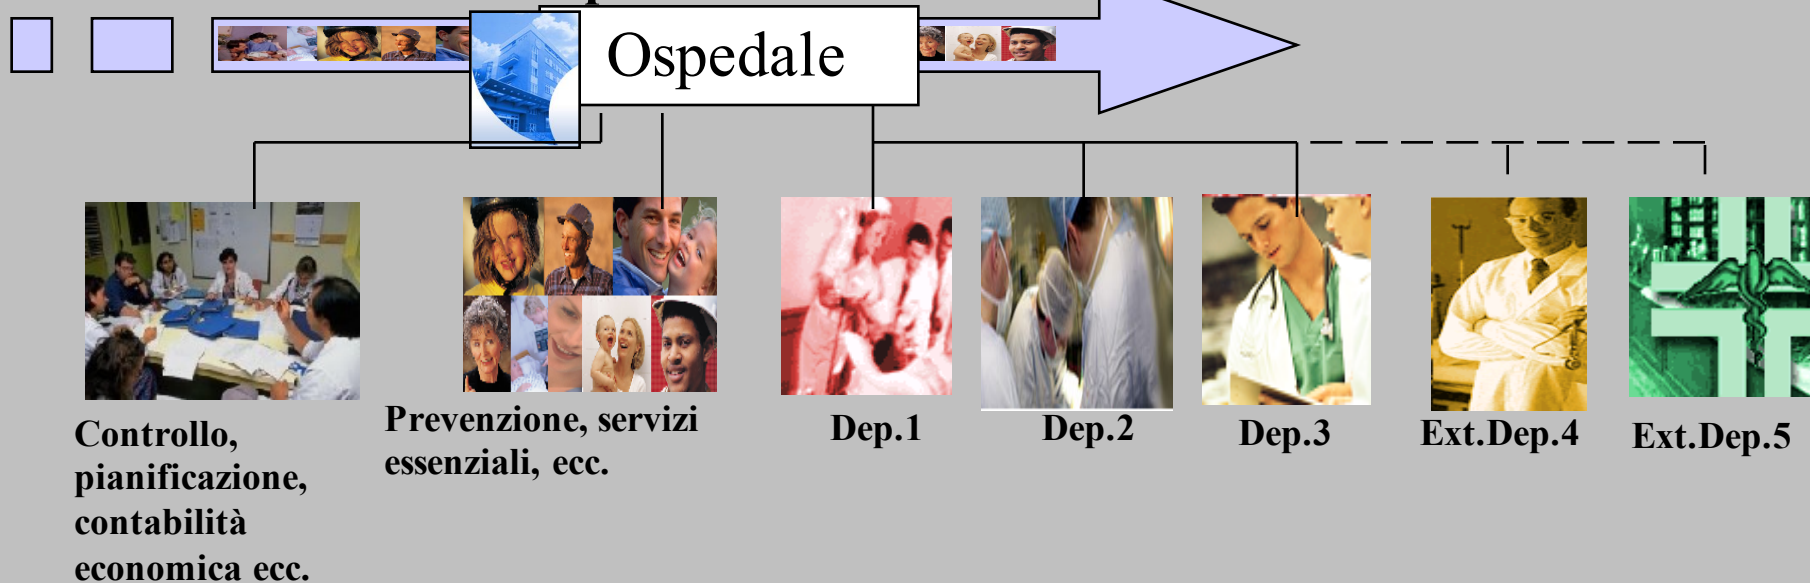 Ospedale
Controllo,
pianificazione,
contabilità
economica ecc.
Prevenzione, servizi
essenziali, ecc.
Dep.1
Dep.2
Dep.3
Ext.Dep.4
Ext.Dep.5